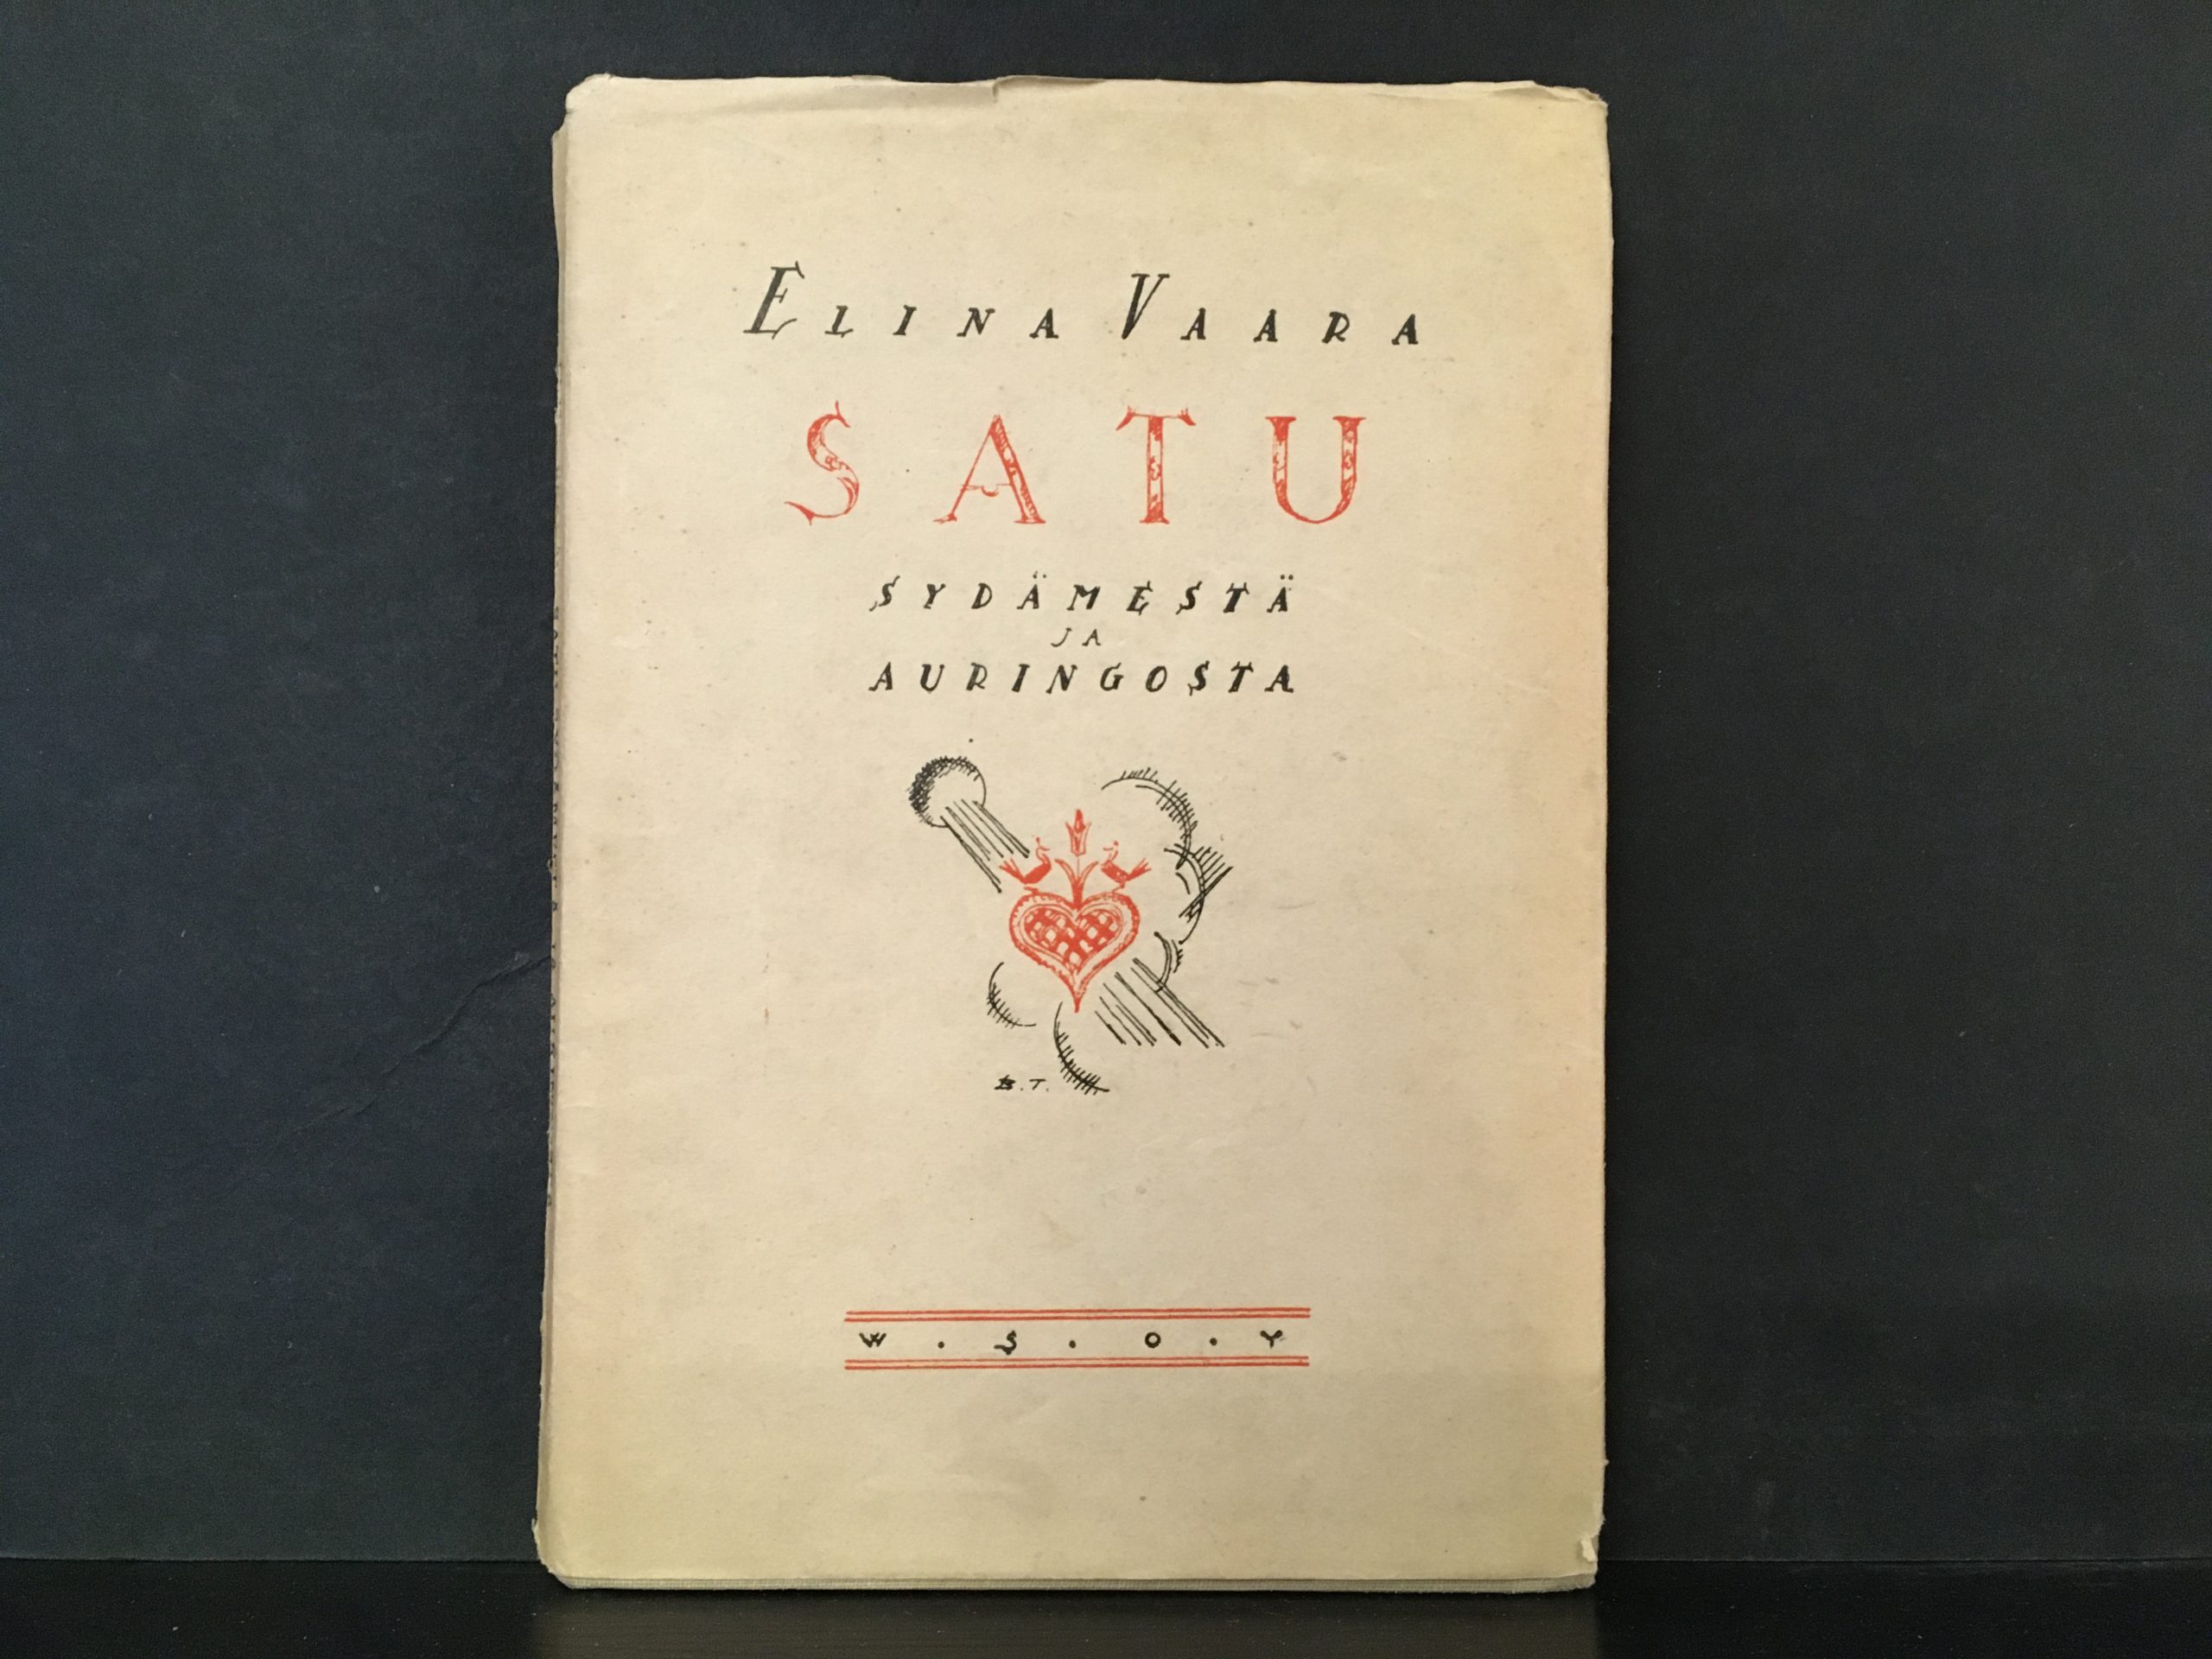 ELINA VAARA
SATU
SYDÄMESTÄ
JA
AURINGOSTA
B.T.
W.S.O.Y